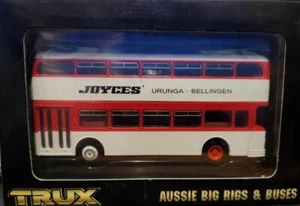 JOYCES' URUNGA - BELLINGEN
TRUX AUSSIE BIG RIGS & BUSES